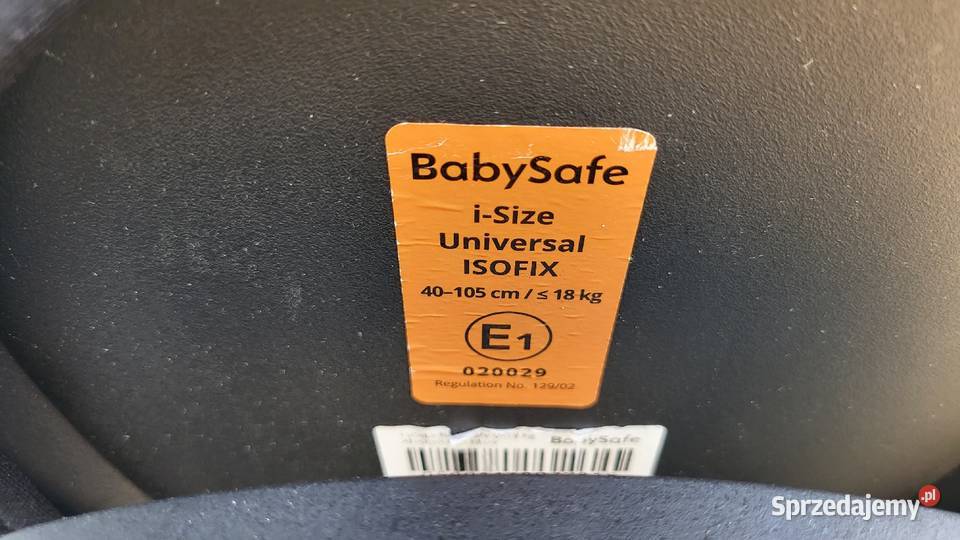 BabySafe
i-Size
Universal
ISOFIX
40–105 cm / ≤ 18 kg
E1
020029
Regulation No. 129/02
BabySafe
Sprzedajemy.pl